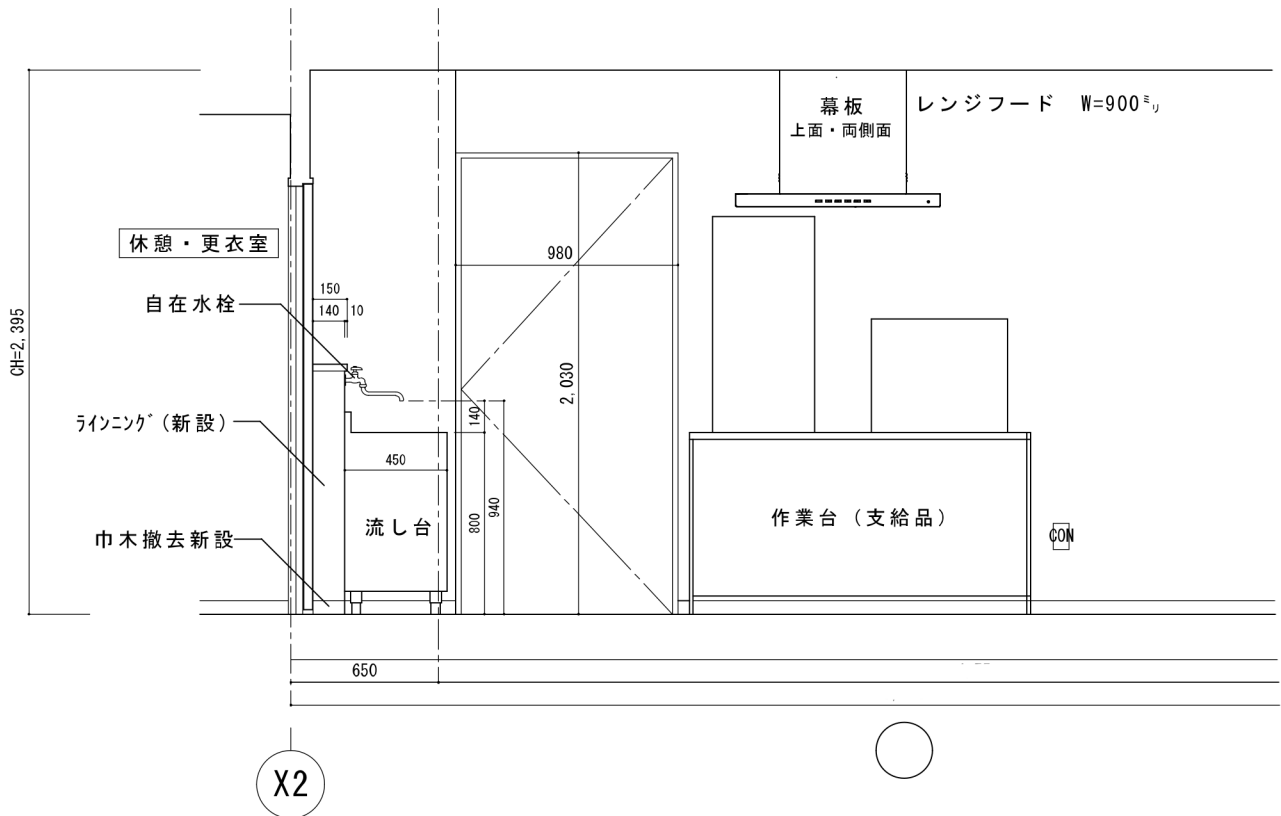 幕板
上面・両側面
レンジフード W=900㍉
休憩・更衣室
980
150
自在水栓
140 10
CH=2,395
2,030
140
ラインニング(新設)
450
940
800
流し台
作業台（支給品）
CON
巾木撤去新設
650
X2